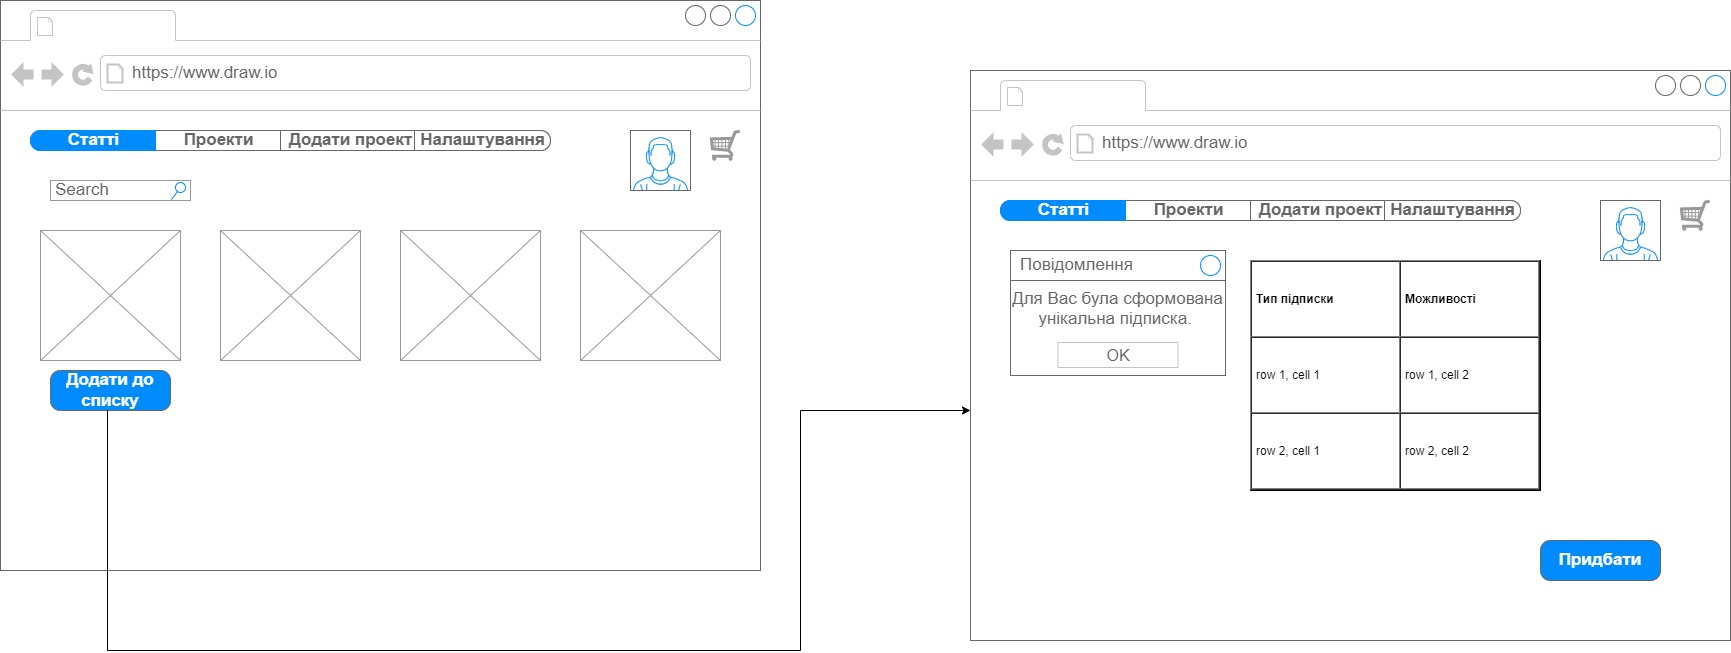 https://www.draw.io
Статті
Проекти
Додати проект
Налаштування
Search
Додати до
списку
https://www.draw.io
Статті
Проекти
Додати проект
Налаштування
Повідомлення
Для Вас була сформована
унікальна підписка.
OK
Тип підписки
Можливості
row 1, cell 1
row 1, cell 2
row 2, cell 1
row 2, cell 2
Придбати